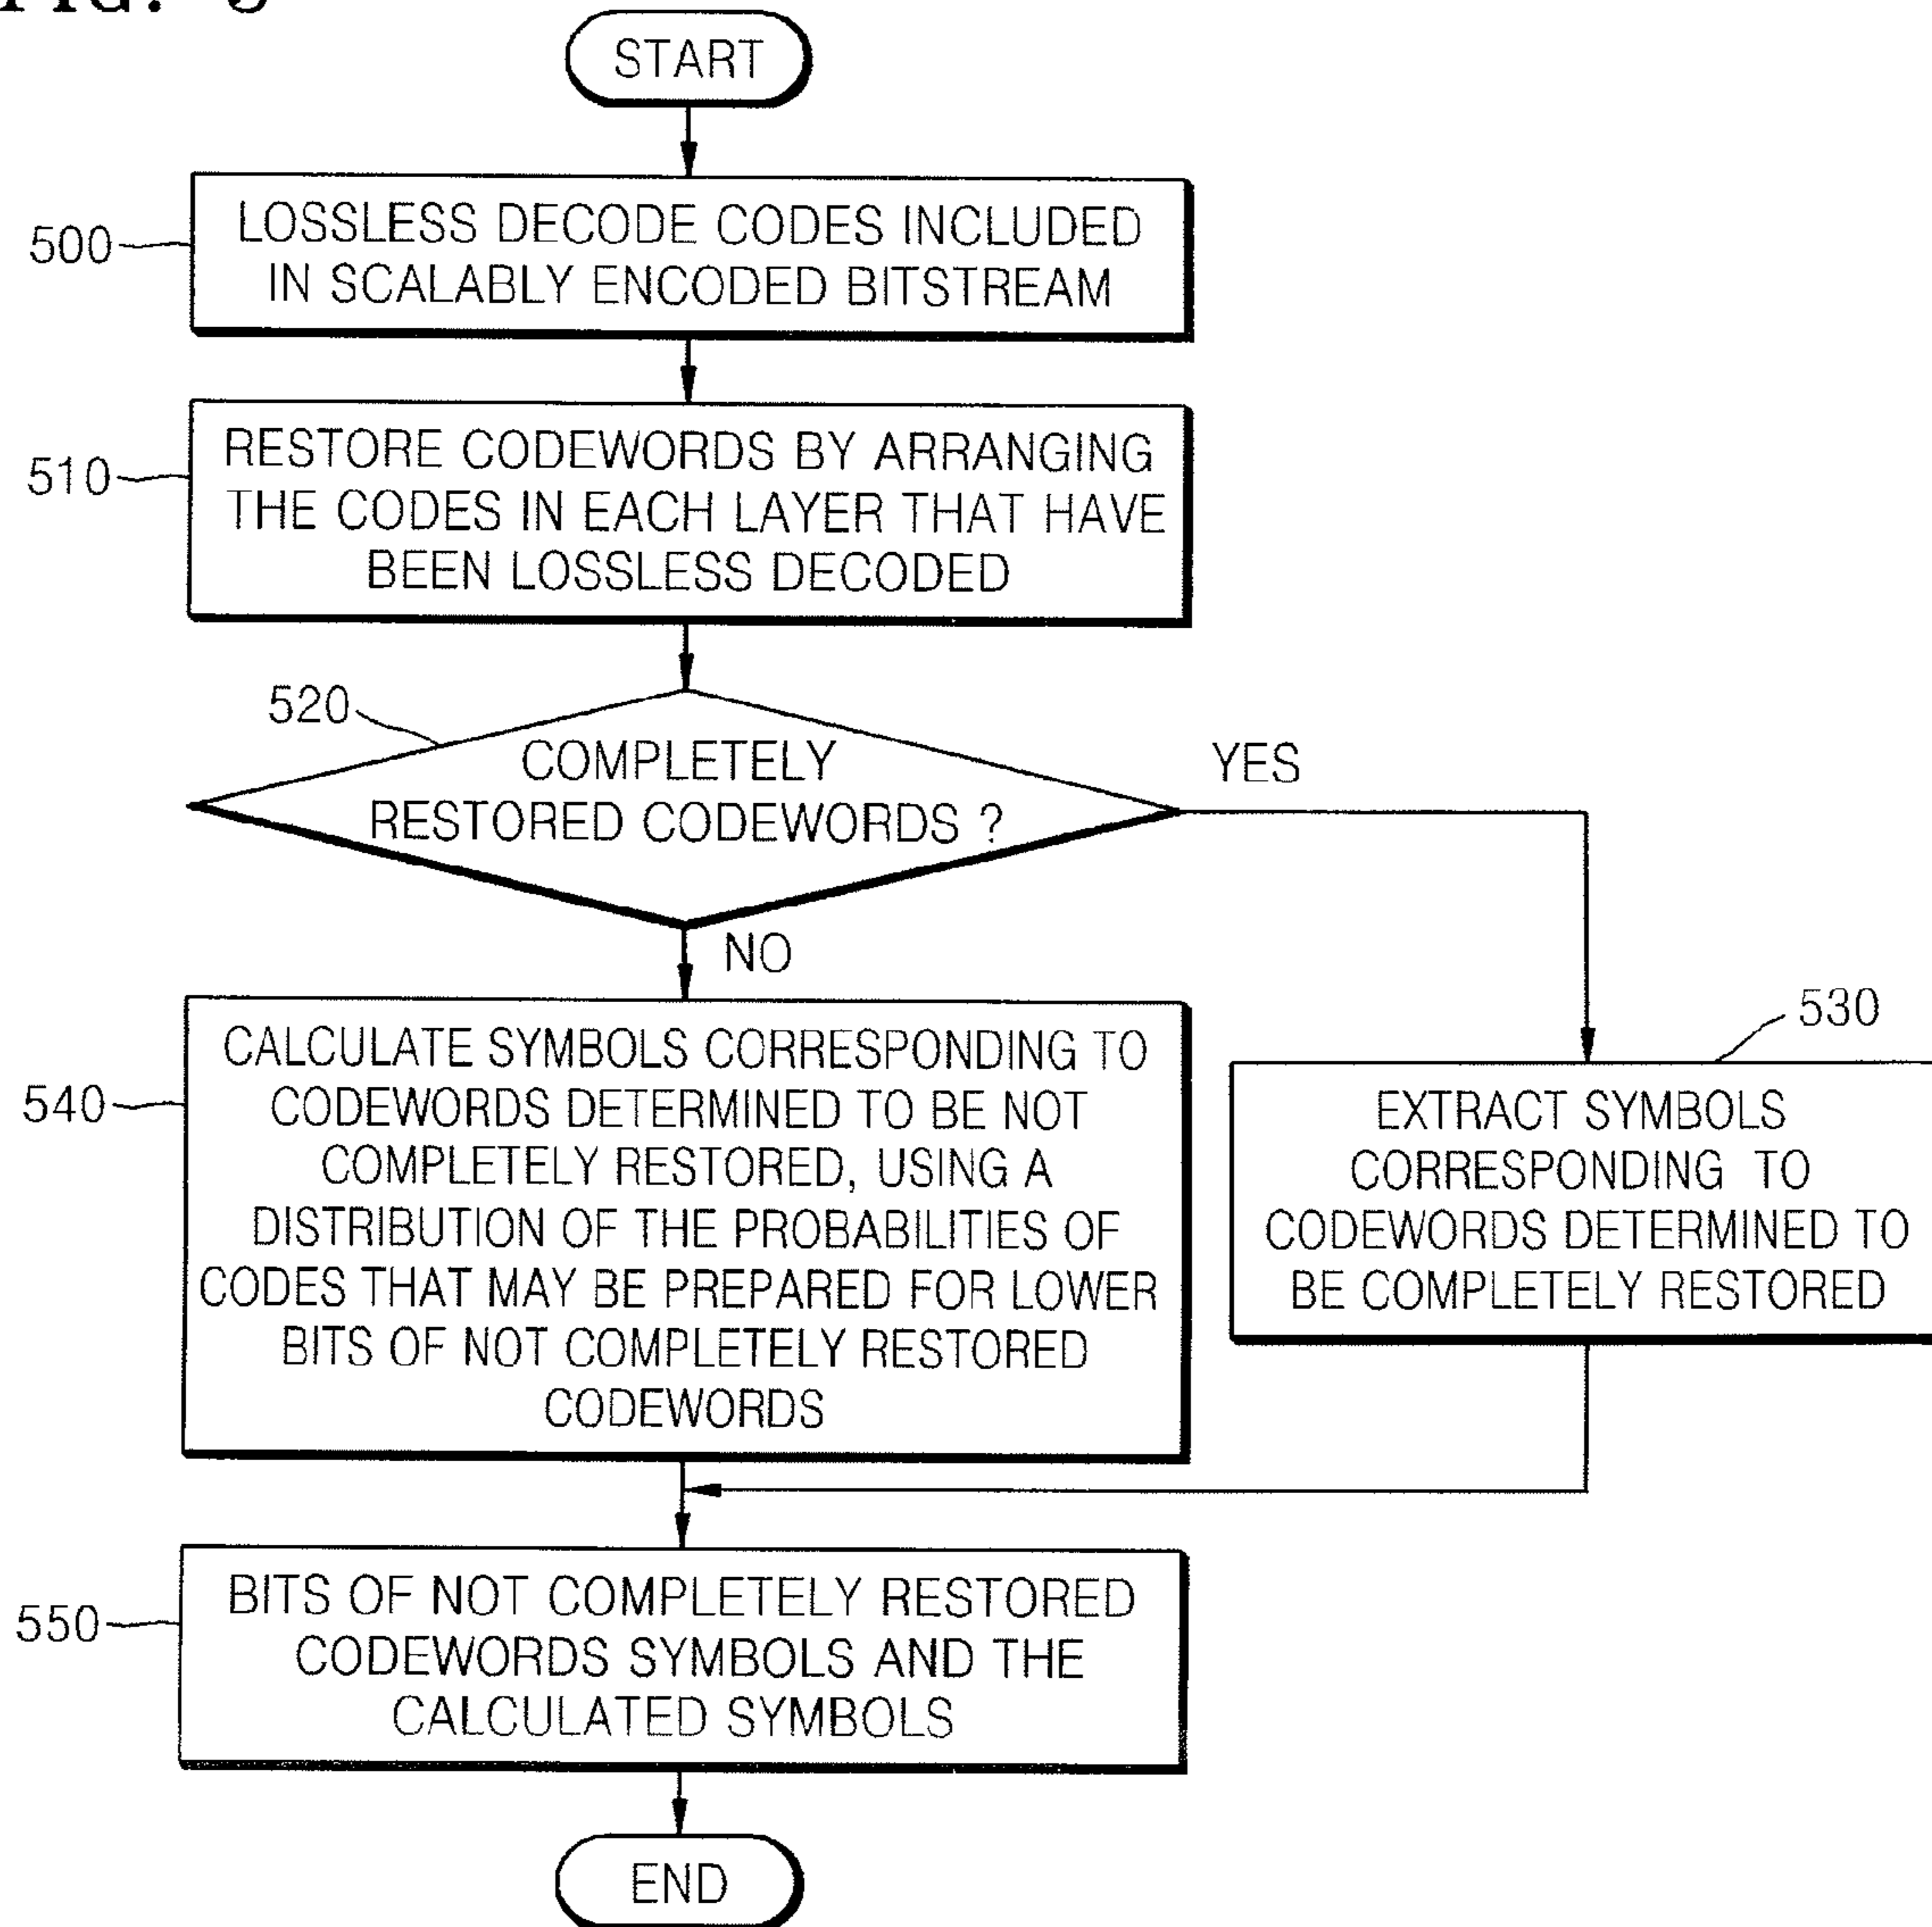 START
500
LOSSLESS DECODE CODES INCLUDED
IN SCALABLY ENCODED BITSTREAM
510
RESTORE CODEWORDS BY ARRANGING
THE CODES IN EACH LAYER THAT HAVE
BEEN LOSSLESS DECODED
520
COMPLETELY
RESTORED CODEWORDS ?
YES
NO
540
CALCULATE SYMBOLS CORRESPONDING TO
CODEWORDS DETERMINED TO BE NOT
COMPLETELY RESTORED, USING A
DISTRIBUTION OF THE PROBABILITIES OF
CODES THAT MAY BE PREPARED FOR LOWER
BITS OF NOT COMPLETELY RESTORED
CODEWORDS
530
EXTRACT SYMBOLS
CORRESPONDING TO
CODEWORDS DETERMINED TO
BE COMPLETELY RESTORED
550
BITS OF NOT COMPLETELY RESTORED
CODEWORDS SYMBOLS AND THE
CALCULATED SYMBOLS
END